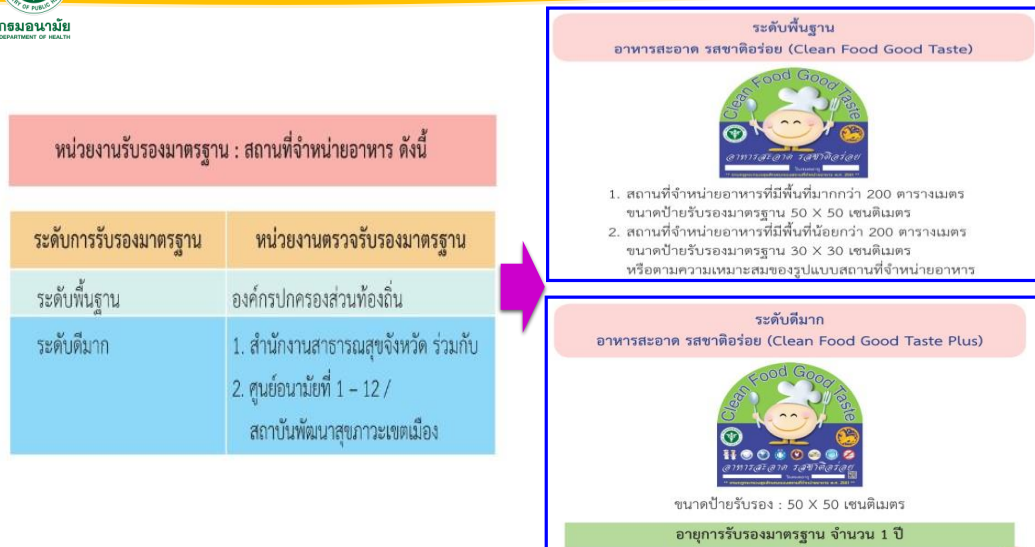 กรมอนามัย
DEPARTMENT OF HEALTH
หน่วยงานรับรองมาตรฐาน : สถานที่จำหน่ายอาหาร ดังนี้
ระดับการรับรองมาตรฐาน
หน่วยงานตรวจรับรองมาตรฐาน
ระดับพื้นฐาน
องค์กรปกครองส่วนท้องถิ่น
ระดับดีมาก
1. สำนักงานสาธารณสุขจังหวัด ร่วมกับ
2. ศูนย์อนามัยที่ 1 – 12 /
สถาบันพัฒนาสุขภาวะเขตเมือง
ระดับพื้นฐาน
อาหารสะอาด รสชาติอร่อย (Clean Food Good Taste)
Clean Food Good Taste
อาหารสะอาด รสชาติอร่อย
1. สถานที่จำหน่ายอาหารที่มีพื้นที่มากกว่า 200 ตารางเมตร
ขนาดป้ายรับรองมาตรฐาน 50 X 50 เซนติเมตร
2. สถานที่จำหน่ายอาหารที่มีพื้นที่น้อยกว่า 200 ตารางเมตร
ขนาดป้ายรับรองมาตรฐาน 30 X 30 เซนติเมตร
หรือตามความเหมาะสมของรูปแบบสถานที่จำหน่ายอาหาร
ระดับดีมาก
อาหารสะอาด รสชาติอร่อย (Clean Food Good Taste Plus)
Clean Food Good Taste
อาหารสะอาด รสชาติอร่อย
ขนาดป้ายรับรอง : 50 X 50 เซนติเมตร
อายุการรับรองมาตรฐาน จำนวน 1 ปี